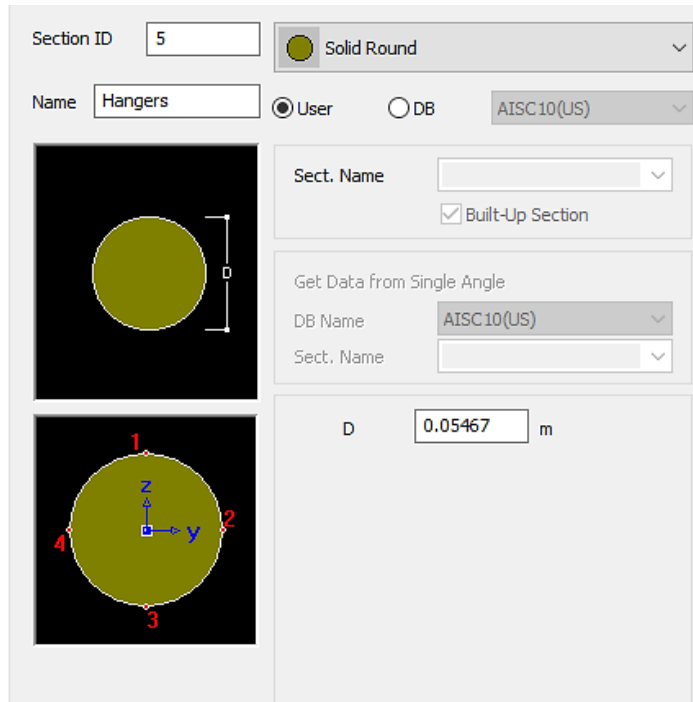 Section ID
5
Solid Round
Name
Hangers
User
DB
AISC10(US)
Sect. Name
Built-Up Section
D
Get Data from Single Angle
DB Name
AISC10(US)
Sect. Name
D
0.05467
m
1
z
2
y
4
3